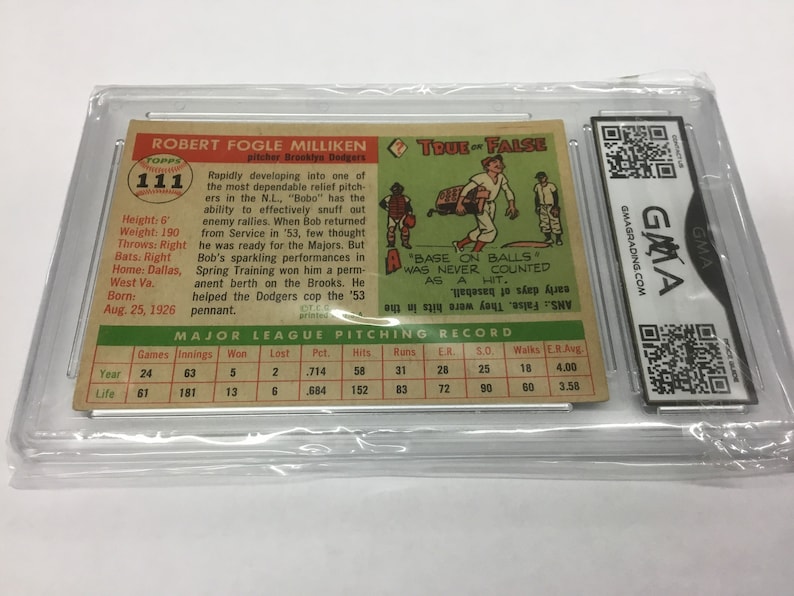 ROBERT FOGLE MILLIKEN
pitcher Brooklyn Dodgers
TOPPS
111
Height: 6'
Weight: 190
Throws: Right
Bats: Right
Home: Dallas,
West Va.
Born:
Aug. 25, 1926
Rapidly developing into one of
the most dependable relief pitch-
ers in the N.L., "Bobo" has the
ability to effectively snuff out
enemy rallies. When Bob returned
from Service in '53, few thought
he was ready for the Majors. But
Bob's sparkling performances in
Spring Training won him a perm-
anent berth on the Brooks. He
helped the Dodgers cop the '53
pennant.
©T.C.G.
printed
?
TRUE OR FALSE
A "BASE ON BALLS"
WAS NEVER COUNTED
AS A HIT.
ANS.: False. They were hits in the
early days of baseball.
MAJOR LEAGUE PITCHING RECORD
Games Innings Won Lost Pct. Hits Runs E.R. S.O. Walks E.R.Avg.
Year 24 63 5 2 .714 58 31 28 25 18 4.00
Life 61 181 13 6 .684 152 83 72 90 60 3.58
CONTACT US
GMA
GMAGRADING.COM
GMA
PRICE GUIDE